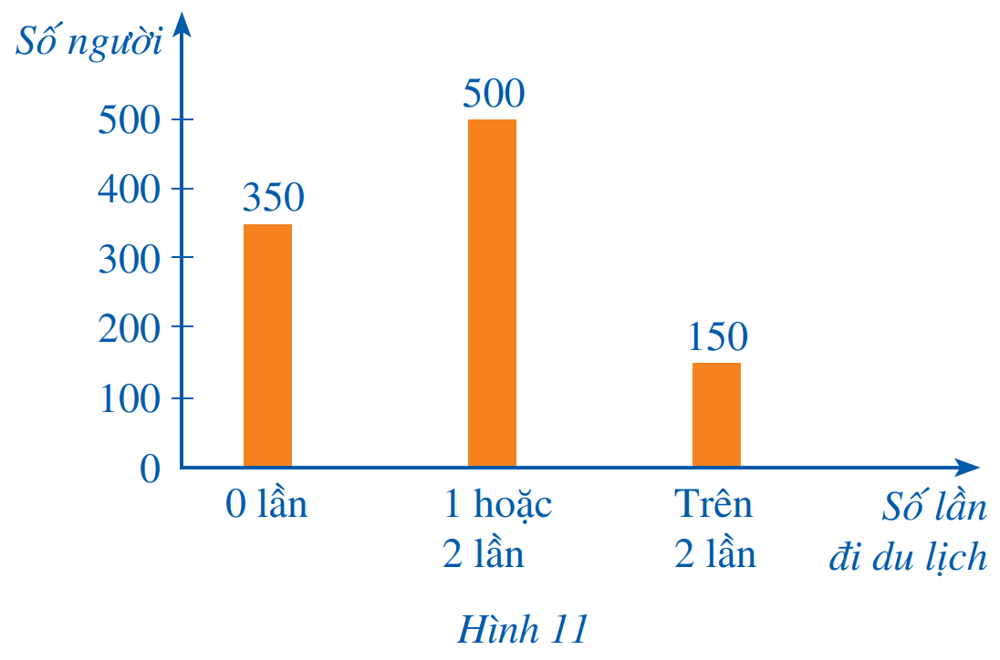 Số người
500
400
300
200
100
0
350
500
150
0 lần
1 hoặc
2 lần
Trên
2 lần
Số lần
đi du lịch
Hình 11